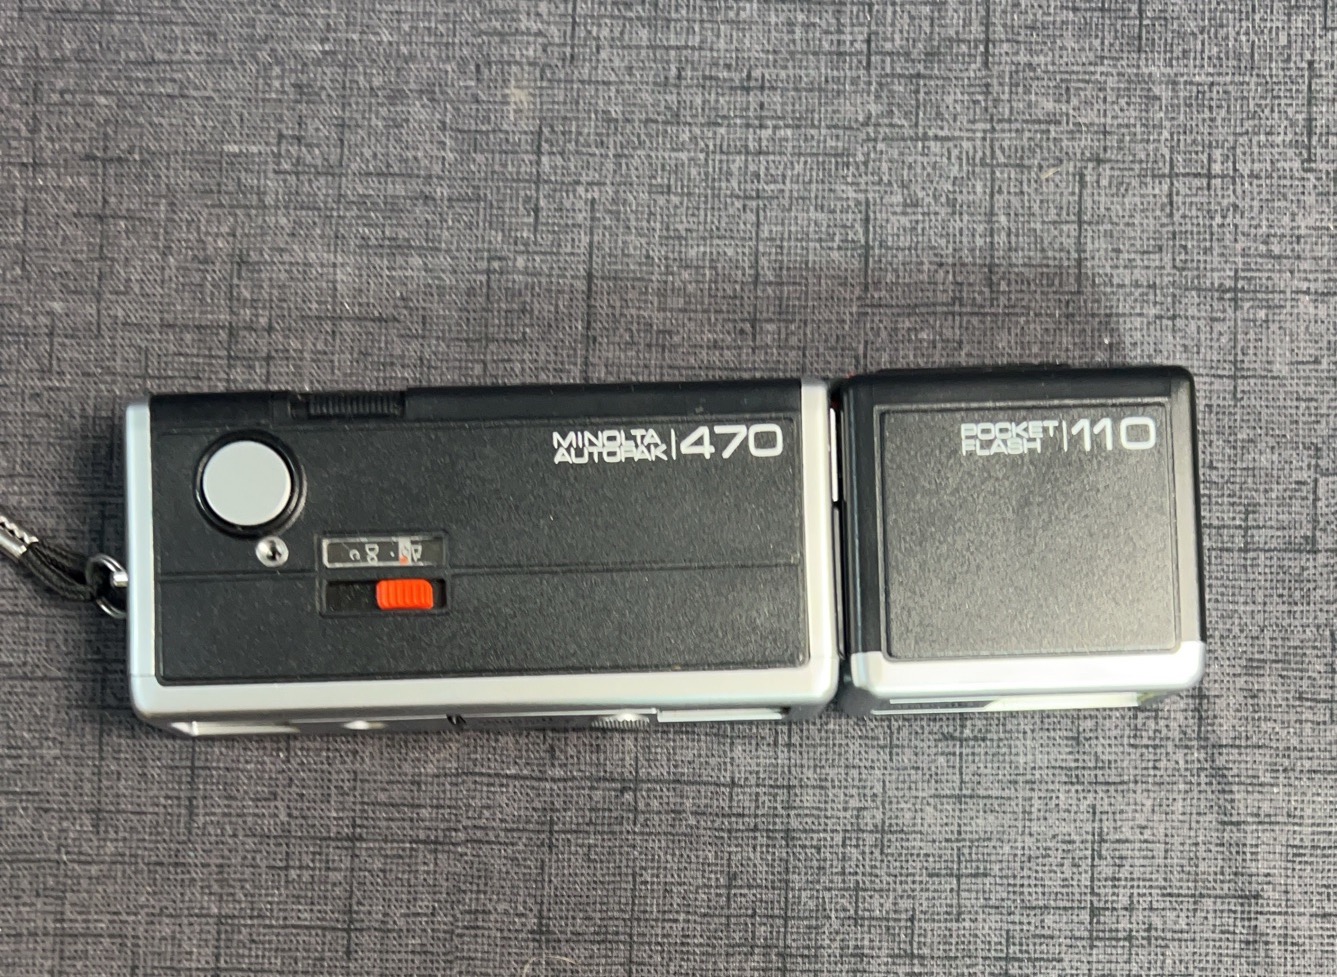 MINOLTA
AUTOPAK
470
POCKET
FLASH
110